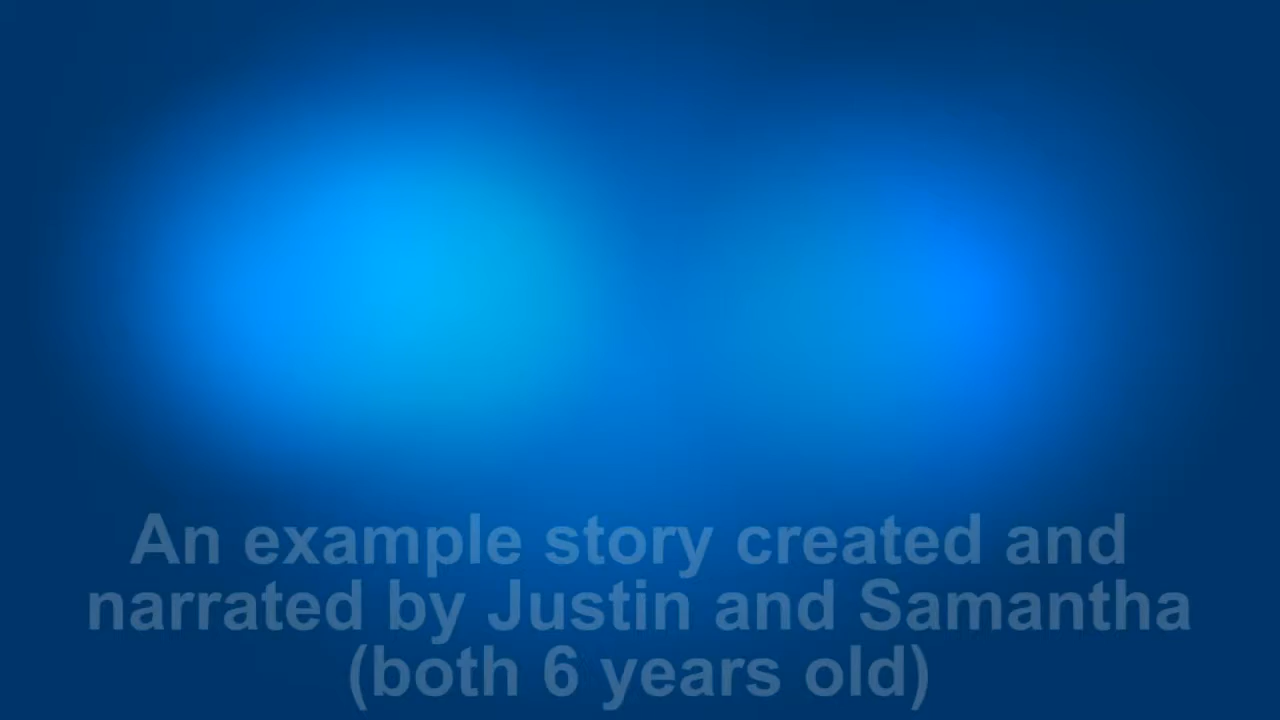 An example story created and
narrated by Justin and Samantha
(both 6 years old)